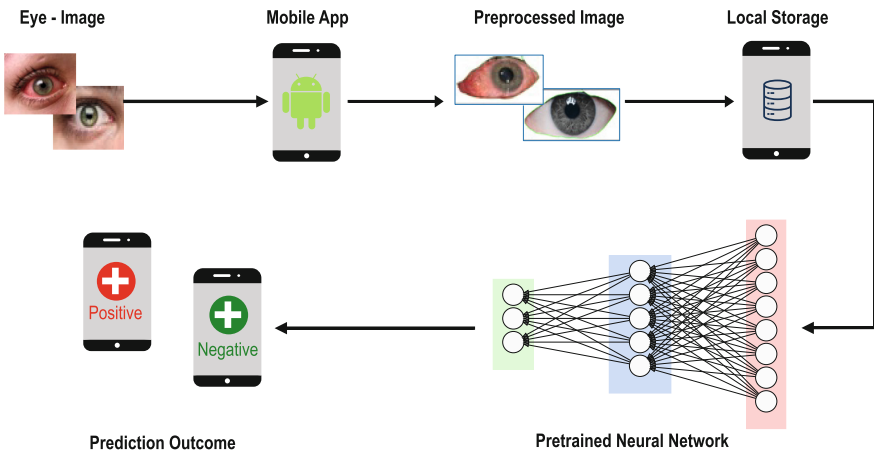 Eye - Image
Mobile App
Preprocessed Image
Local Storage
Positive
Negative
Prediction Outcome
Pretrained Neural Network